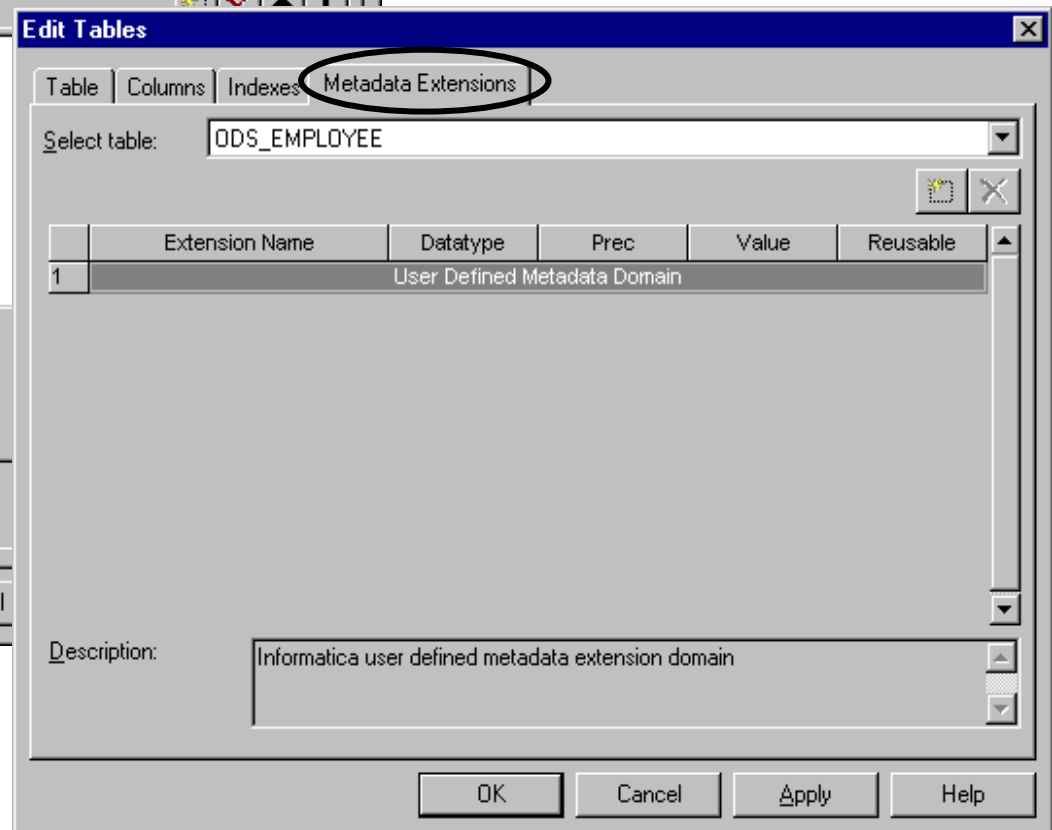 Edit Tables
Table Columns Indexes Metadata Extensions
Select table: ODS_EMPLOYEE
Extension Name Datatype Prec Value Reusable
1 User Defined Metadata Domain
Description: Informatica user defined metadata extension domain
OK Cancel Apply Help